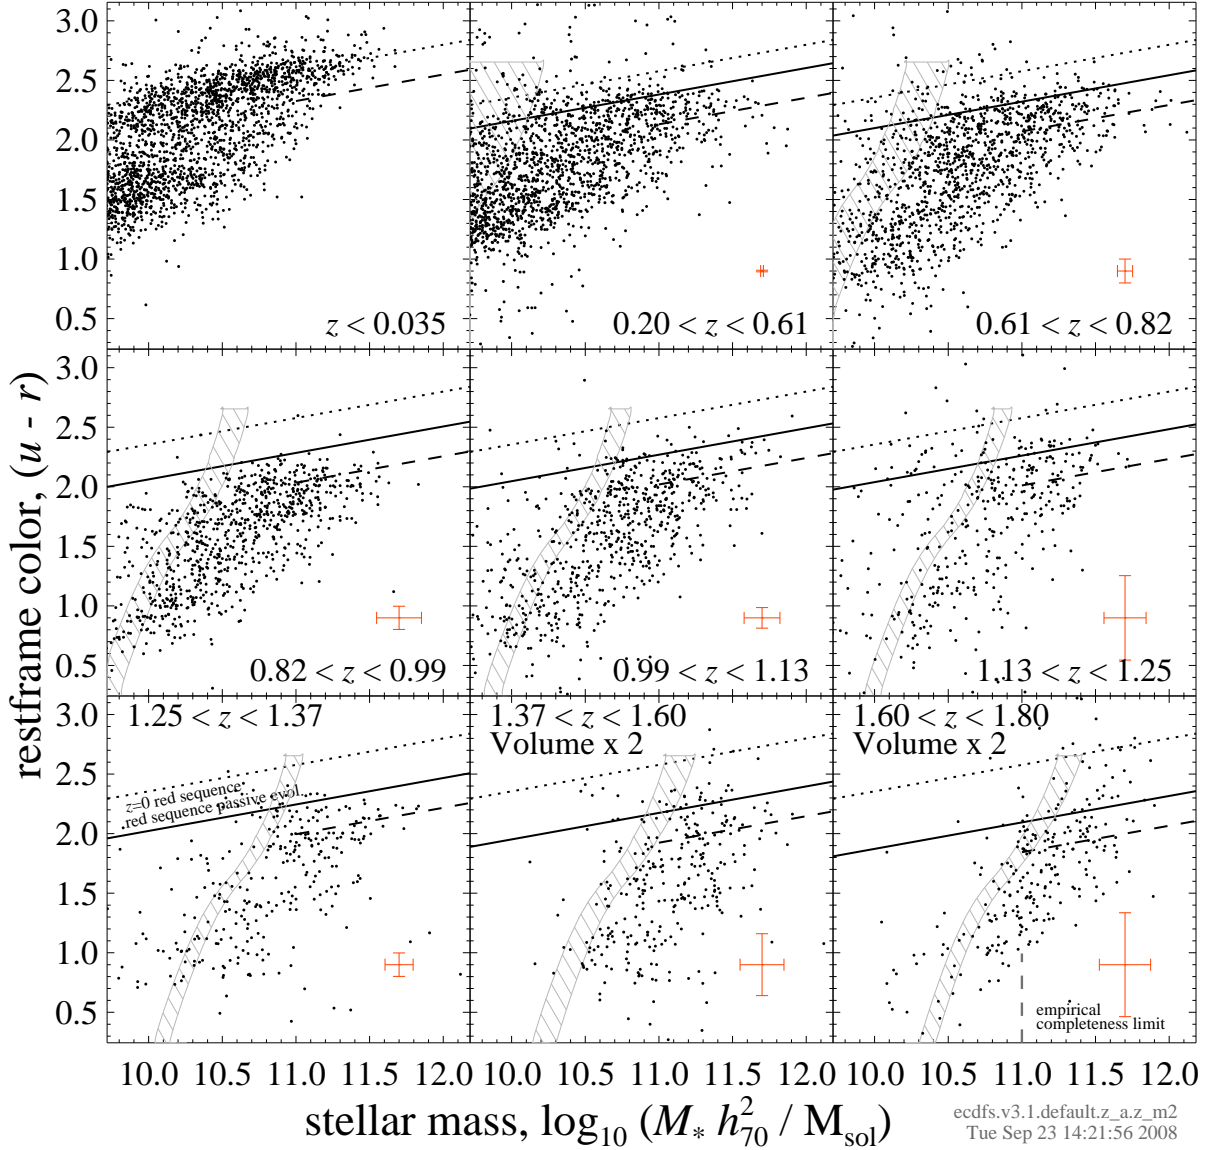 3.0
2.5
2.0
1.5
1.0
0.5
z < 0.035
0.20 < z < 0.61
0.61 < z < 0.82
3.0
2.5
2.0
1.5
1.0
0.5
0.82 < z < 0.99
0.99 < z < 1.13
1.13 < z < 1.25
restframe color, (u - r)
3.0
2.5
2.0
1.5
1.0
0.5
1.25 < z < 1.37
z=0 red sequence
red sequence passive evol.
1.37 < z < 1.60
Volume x 2
1.60 < z < 1.80
Volume x 2
empirical
completeness limit
10.0 10.5 11.0 11.5 12.0 10.0 10.5 11.0 11.5 12.0 10.0 10.5 11.0 11.5 12.0
stellar mass, log₁₀ (M* h₇₀² / M_sol)
ecdfs.v3.1.default.z_a.z_m2
Tue Sep 23 14:21:56 2008